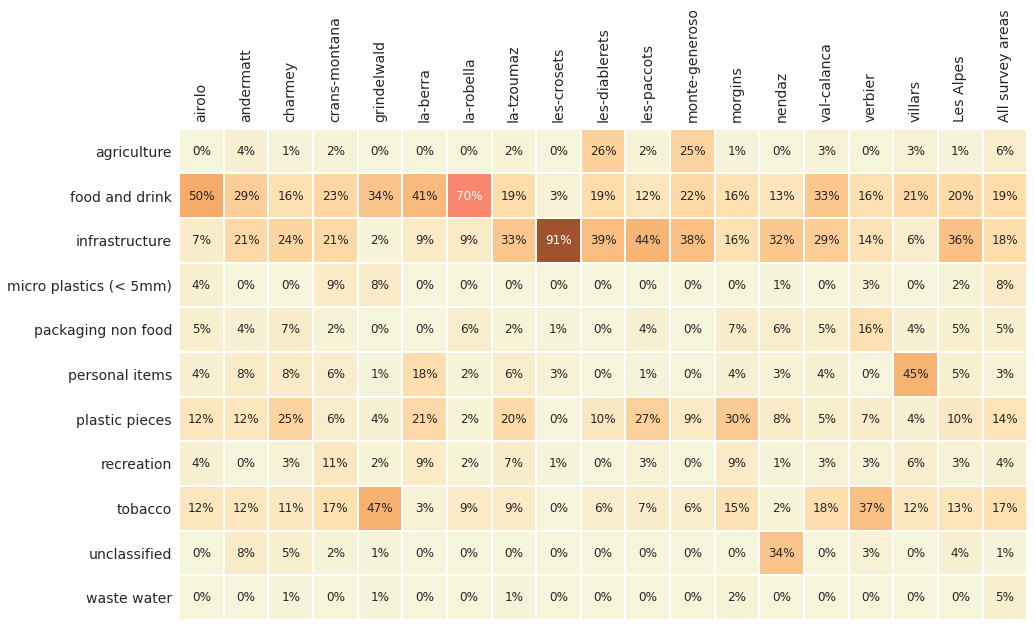 airolo andermatt charmey crans-montana grindelwald la-berra la-robella la-tzoumaz les-crosets les-diablerets les-paccots monte-generoso morgins nendaz val-calanca verbier villars Les Alpes All survey areas
agriculture 0% 4% 1% 2% 0% 0% 0% 2% 0% 26% 2% 25% 1% 0% 3% 0% 3% 1% 6%
food and drink 50% 29% 16% 23% 34% 41% 70% 19% 3% 19% 12% 22% 16% 13% 33% 16% 21% 20% 19%
infrastructure 7% 21% 24% 21% 2% 9% 9% 33% 91% 39% 44% 38% 16% 32% 29% 14% 6% 36% 18%
micro plastics (< 5mm) 4% 0% 0% 9% 8% 0% 0% 0% 0% 0% 0% 0% 0% 1% 0% 3% 0% 2% 8%
packaging non food 5% 4% 7% 2% 0% 0% 6% 2% 1% 0% 4% 0% 7% 6% 5% 16% 4% 5% 5%
personal items 4% 8% 8% 6% 1% 18% 2% 6% 3% 0% 1% 0% 4% 3% 4% 0% 45% 5% 3%
plastic pieces 12% 12% 25% 6% 4% 21% 2% 20% 0% 10% 27% 9% 30% 8% 5% 7% 4% 10% 14%
recreation 4% 0% 3% 11% 2% 9% 2% 7% 1% 0% 3% 0% 9% 1% 3% 3% 6% 3% 4%
tobacco 12% 12% 11% 17% 47% 3% 9% 9% 0% 6% 7% 6% 15% 2% 18% 37% 12% 13% 17%
unclassified 0% 8% 5% 2% 1% 0% 0% 0% 0% 0% 0% 0% 0% 34% 0% 3% 0% 4% 1%
waste water 0% 0% 1% 0% 1% 0% 0% 1% 0% 0% 0% 0% 2% 0% 0% 0% 0% 0% 5%